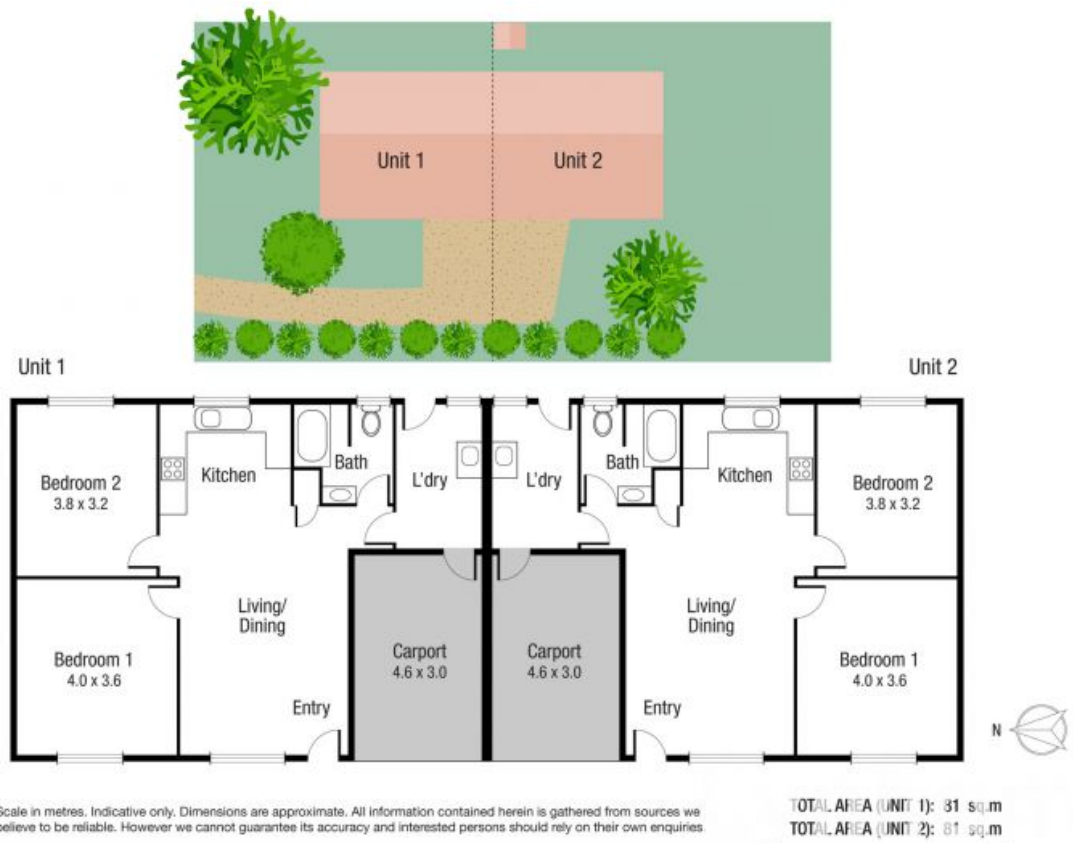 Unit 1
Unit 2
Unit 1
Unit 2
Bedroom 2
3.8 x 3.2
Kitchen
Bath
L'dry
L'dry
Bath
Kitchen
Bedroom 2
3.8 x 3.2
Living/
Dining
Living/
Dining
Bedroom 1
4.0 x 3.6
Carport
4.6 x 3.0
Carport
4.6 x 3.0
Bedroom 1
4.0 x 3.6
Entry
Entry
N
Scale in metres. Indicative only. Dimensions are approximate. All information contained herein is gathered from sources we
believe to be reliable. However we cannot guarantee its accuracy and interested persons should rely on their own enquiries
TOTAL AREA (UNIT 1): 81 sq.m
TOTAL AREA (UNIT 2): 81 sq.m